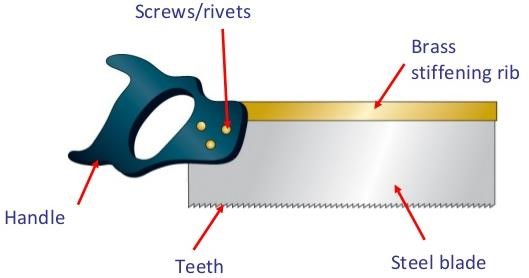 Screws/rivets
Brass
stiffening rib
Handle
Teeth
Steel blade